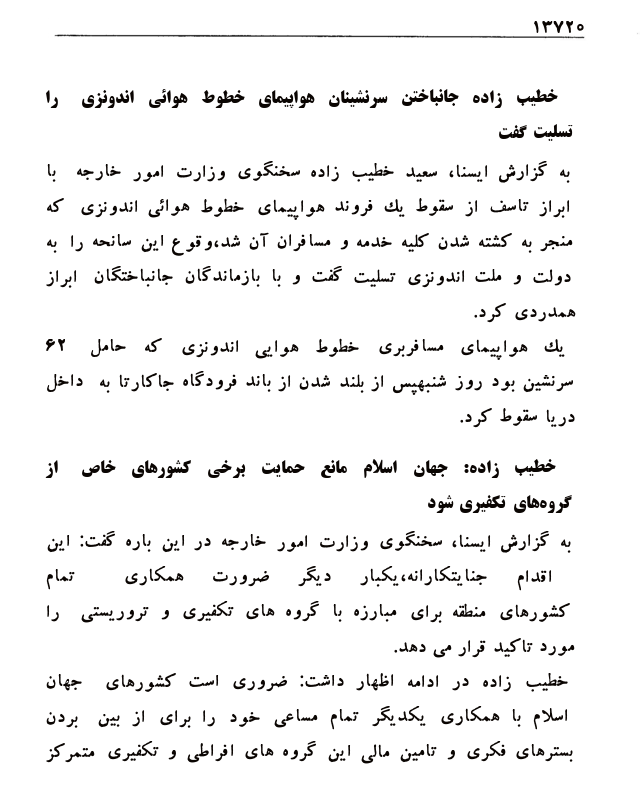 ۱۳۷۲۰
خطیب زاده جانباختن سرنشینان هواپیمای خطوط هوائی اندونزی را
تسلیت گفت
به گزارش ایسنا، سعید خطیب زاده سخنگوی وزارت امور خارجه با
ابراز تاسف از سقوط یك فروند هواپیمای خطوط هوائی اندونزی که
منجر به کشته شدن کلیه خدمه و مسافران آن شد،وقوع این سانحه را به
دولت و ملت اندونزی تسلیت گفت و با بازماندگان جانباختگان ابراز
همدردی کرد.
یك هواپیمای مسافربری خطوط هوایی اندونزی که حامل ۶۲
سرنشین بود روز شنبهپس از بلند شدن از باند فرودگاه جاکارتا به داخل
دریا سقوط کرد.
خطیب زاده: جهان اسلام مانع حمایت برخی کشورهای خاص از
گروه‌های تکفیری شود
به گزارش ایسنا، سخنگوی وزارت امور خارجه در این باره گفت: این
اقدام جنایتکارانه،یکبار دیگر ضرورت همکاری تمام
کشورهای منطقه برای مبارزه با گروه های تکفیری و تروریستی را
مورد تاکید قرار می دهد.
خطیب زاده در ادامه اظهار داشت: ضروری است کشورهای جهان
اسلام با همکاری یکدیگر تمام مساعی خود را برای از بین بردن
بسترهای فکری و تامین مالی این گروه های افراطی و تکفیری متمرکز